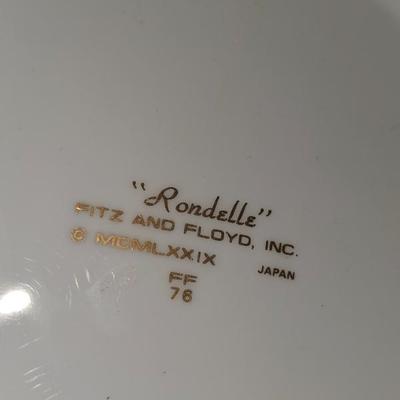 "Rondelle"
FITZ AND FLOYD, INC.
© MCMLXXIX
JAPAN
FF
76